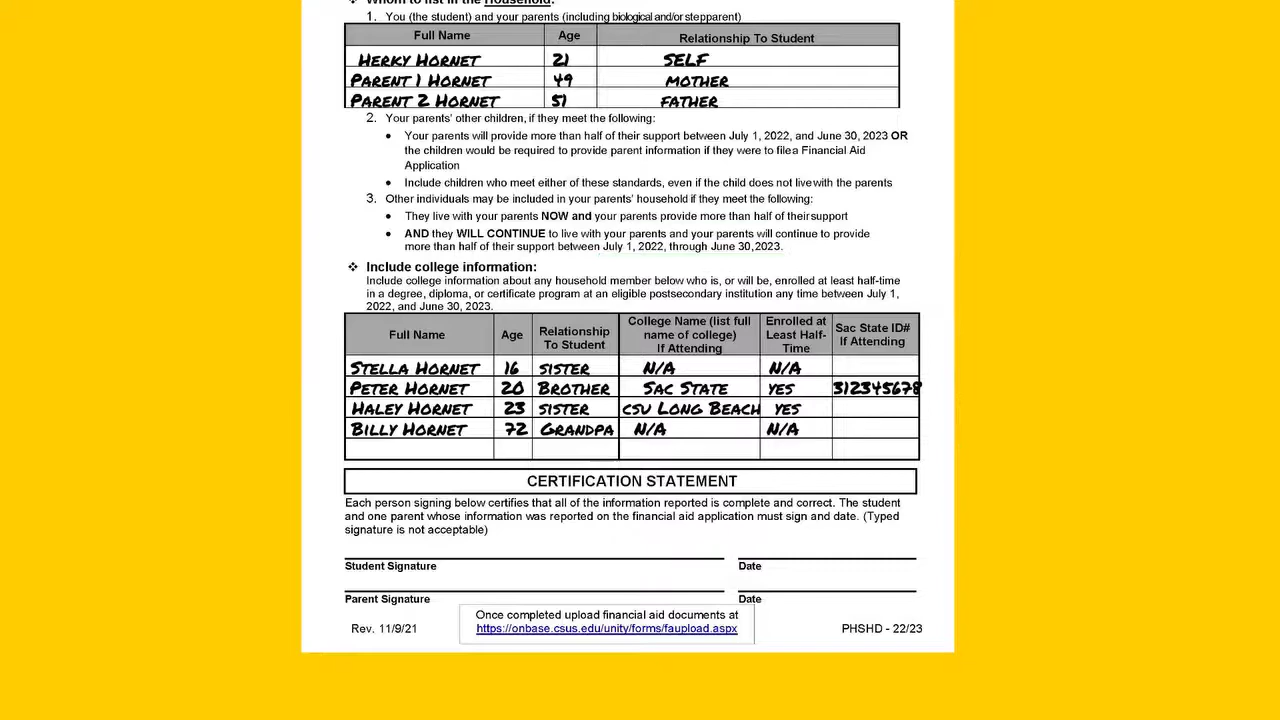 ❖ Whom to list in the Household:
1. You (the student) and your parents (including biological and/or stepparent)
Full Name Age Relationship To Student
HERKY HORNET 21 SELF
PARENT 1 HORNET 49 MOTHER
PARENT 2 HORNET 51 FATHER
2. Your parents' other children, if they meet the following:
• Your parents will provide more than half of their support between July 1, 2022, and June 30, 2023 OR
the children would be required to provide parent information if they were to file a Financial Aid
Application
• Include children who meet either of these standards, even if the child does not live with the parents
3. Other individuals may be included in your parents' household if they meet the following:
• They live with your parents NOW and your parents provide more than half of their support
• AND they WILL CONTINUE to live with your parents and your parents will continue to provide
more than half of their support between July 1, 2022, through June 30, 2023.
❖ Include college information:
Include college information about any household member below who is, or will be, enrolled at least half-time
in a degree, diploma, or certificate program at an eligible postsecondary institution any time between July 1,
2022, and June 30, 2023.
Full Name Age Relationship To Student College Name (list full name of college) If Attending Enrolled at Least Half-Time Sac State ID# If Attending
STELLA HORNET 16 SISTER N/A N/A
PETER HORNET 20 BROTHER SAC STATE YES 312345678
HALEY HORNET 23 SISTER CSU LONG BEACH YES
BILLY HORNET 72 GRANDPA N/A N/A
CERTIFICATION STATEMENT
Each person signing below certifies that all of the information reported is complete and correct. The student
and one parent whose information was reported on the financial aid application must sign and date. (Typed
signature is not acceptable)
Student Signature Date
Parent Signature Date
Once completed upload financial aid documents at
https://onbase.csus.edu/unity/forms/faupload.aspx
Rev. 11/9/21 PHSHD - 22/23